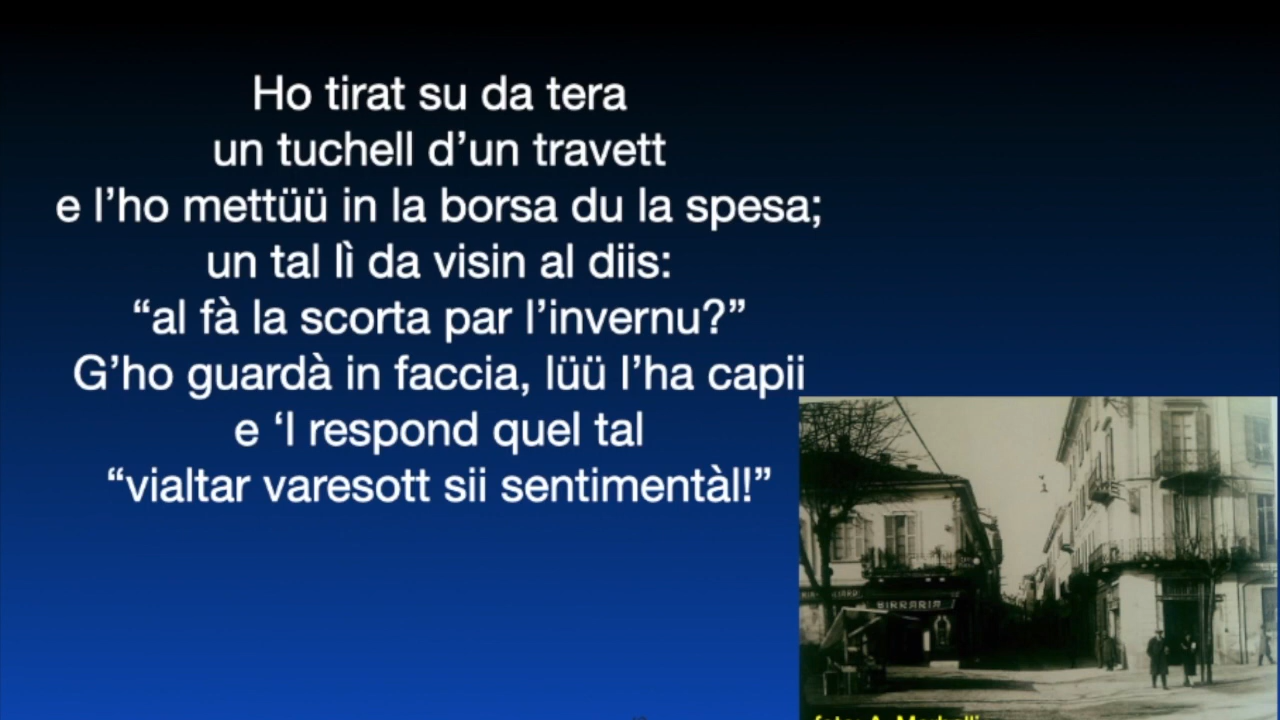 Ho tirat su da tera
un tuchell d’un travett
e l’ho mettüü in la borsa du la spesa;
un tal lì da visin al diis:
“al fà la scorta par l’invernu?”
G’ho guardà in faccia, lüü l’ha capii
e ‘l respond quel tal
“vialtar varesott sii sentimentàl!”
BIRRARIA